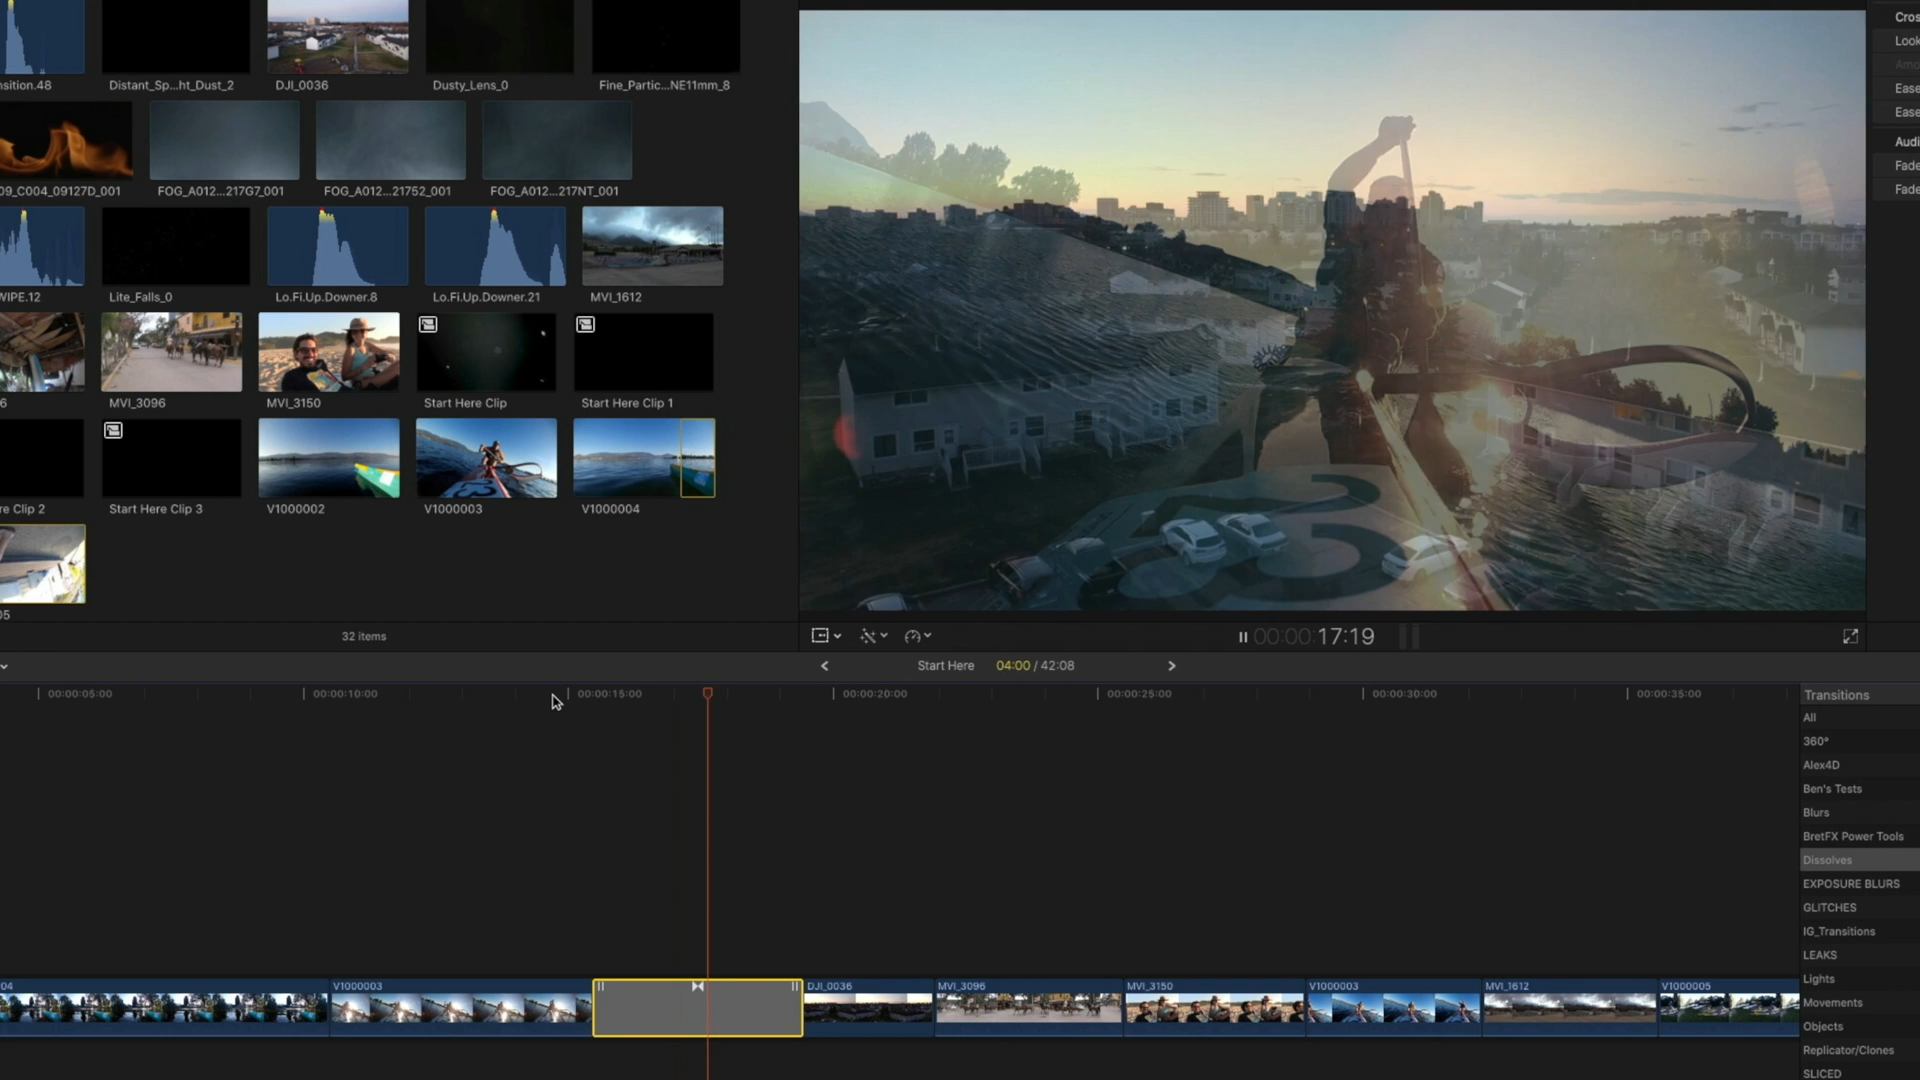 sition.48
Distant_Sp...ht_Dust_2
DJI_0036
Dusty_Lens_0
Fine_Partic...NE11mm_8
09_C004_09127D_001
FOG_A012...217G7_001
FOG_A012...21752_001
FOG_A012...217NT_001
WIPE.12
Lite_Falls_0
Lo.Fi.Up.Downer.8
Lo.Fi.Up.Downer.21
MVI_1612
6
MVI_3096
MVI_3150
Start Here Clip
Start Here Clip 1
re Clip 2
Start Here Clip 3
V1000002
V1000003
V1000004
05
32 items
Cros
Look
Amo
Ease
Ease
Audi
Fade
Fade
00:00:17:19
Start Here
04:00 / 42:08
00:00:05:00
00:00:10:00
00:00:15:00
00:00:20:00
00:00:25:00
00:00:30:00
00:00:35:00
Transitions
All
360°
Alex4D
Ben's Tests
Blurs
BretFX Power Tools
Dissolves
EXPOSURE BLURS
GLITCHES
IG_Transitions
LEAKS
Lights
Movements
Objects
Replicator/Clones
SLICED
04
V1000003
DJI_0036
MVI_3096
MVI_3150
V1000003
MVI_1612
V1000005